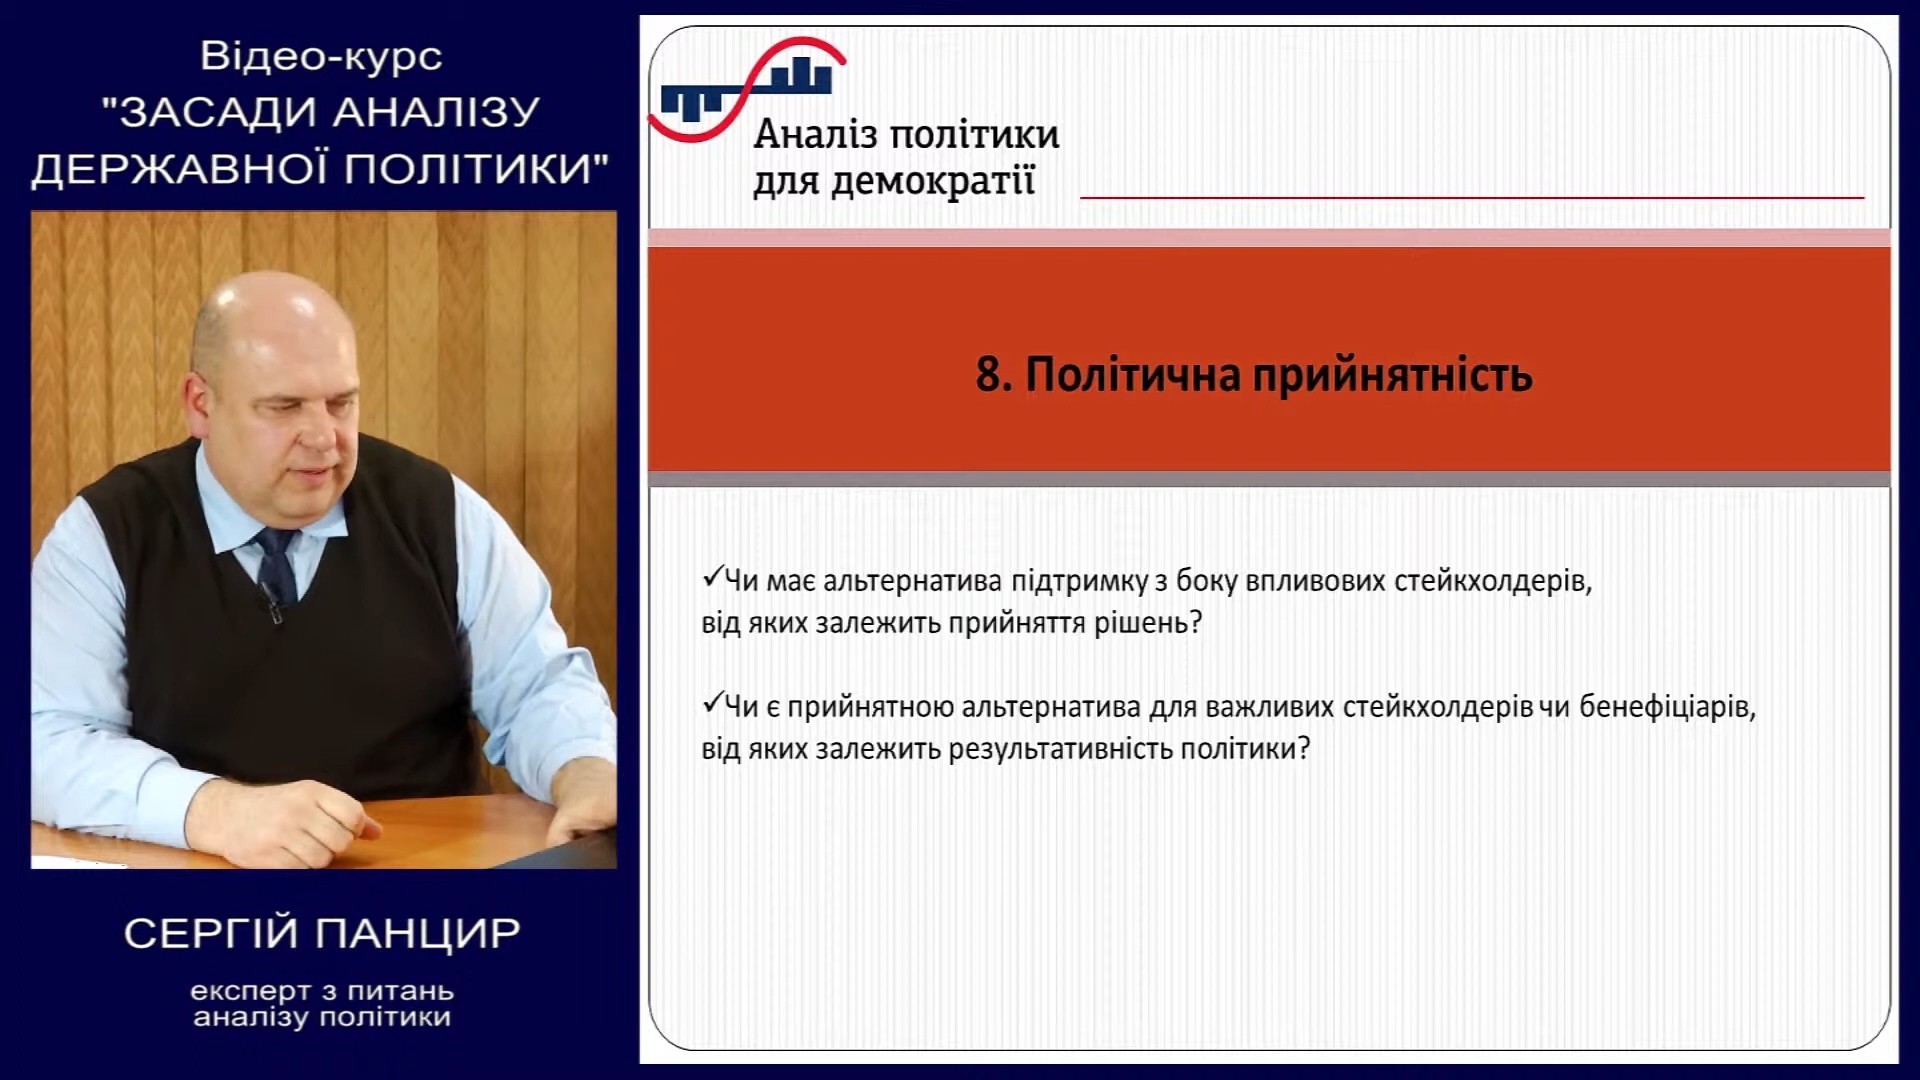 Відео-курс
"ЗАСАДИ АНАЛІЗУ
ДЕРЖАВНОЇ ПОЛІТИКИ"
СЕРГІЙ ПАНЦИР
експерт з питань
аналізу політики
Аналіз політики
для демократії
8. Політична прийнятність
✓Чи має альтернатива підтримку з боку впливових стейкхолдерів,
від яких залежить прийняття рішень?
✓Чи є прийнятною альтернатива для важливих стейкхолдерів чи бенефіціарів,
від яких залежить результативність політики?